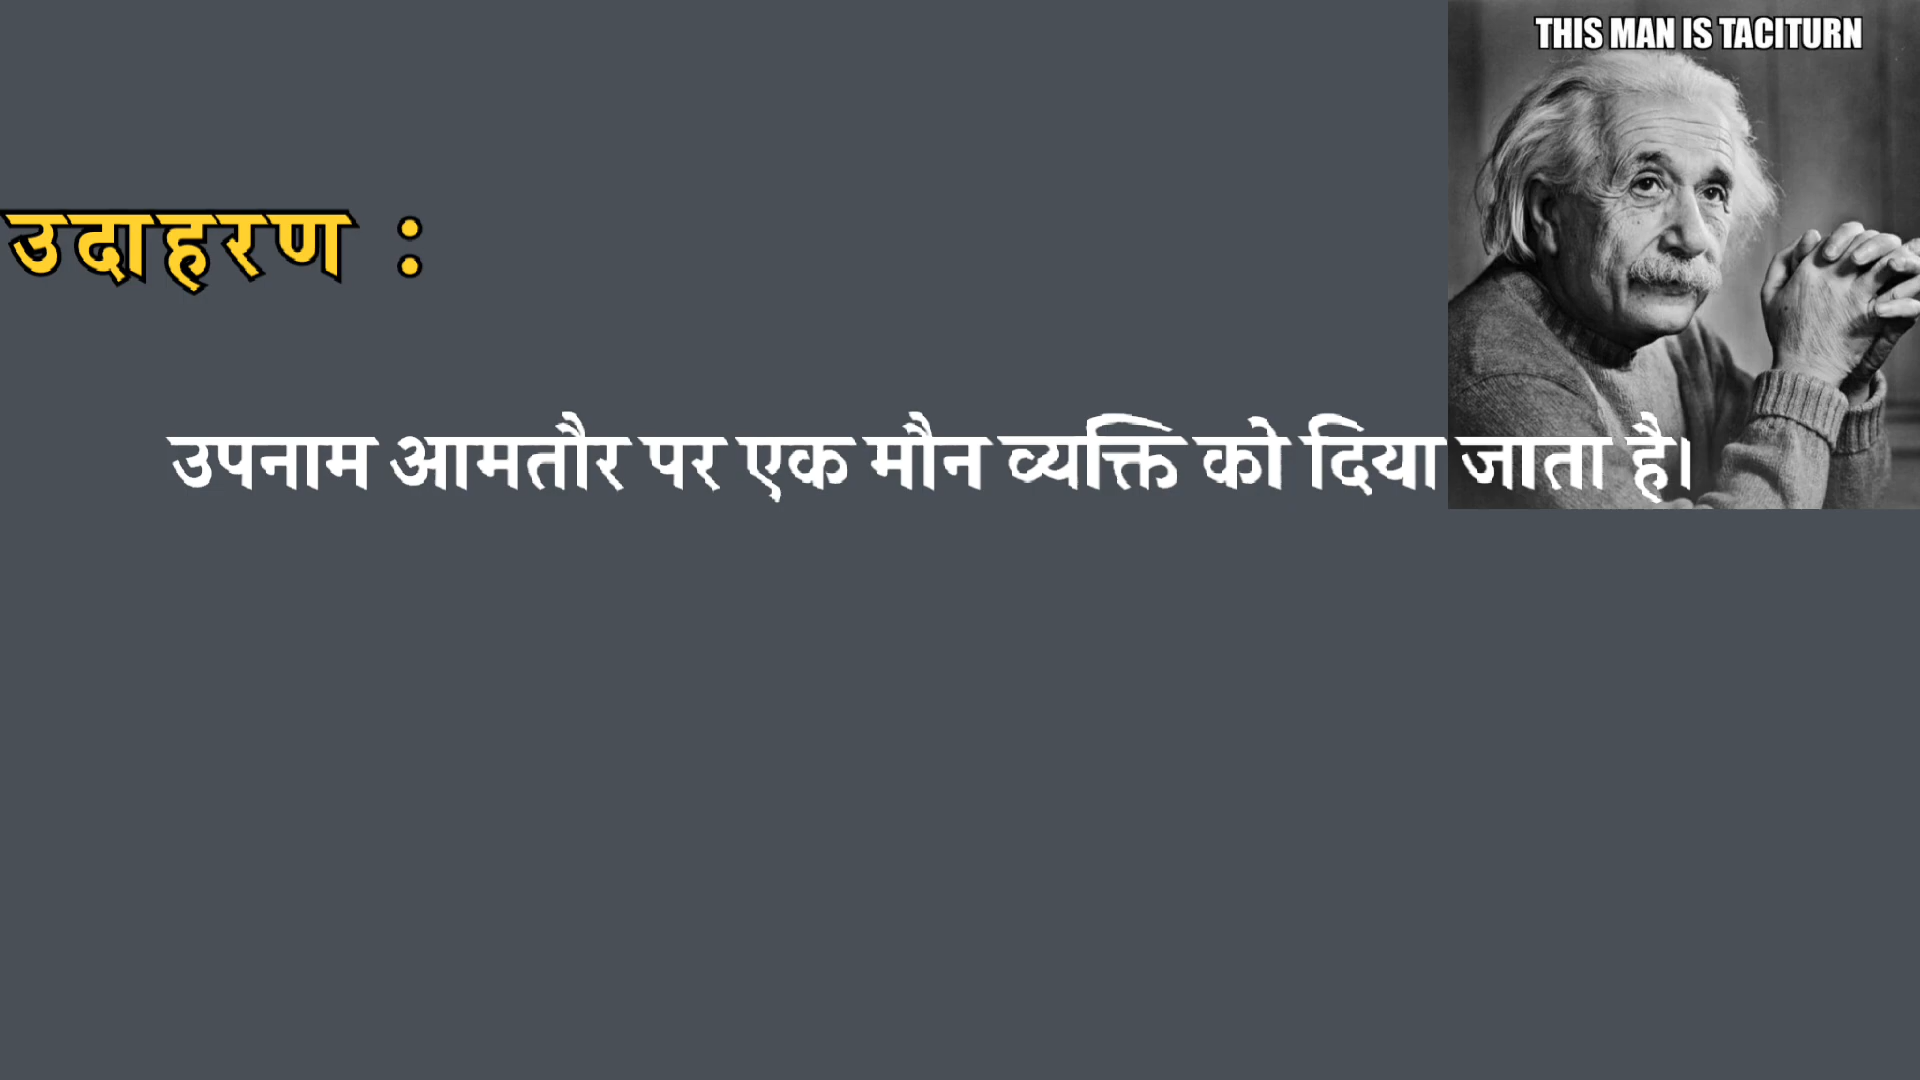 THIS MAN IS TACITURN
उदाहरण :
उपनाम आमतौर पर एक मौन व्यक्ति को दिया जाता है।